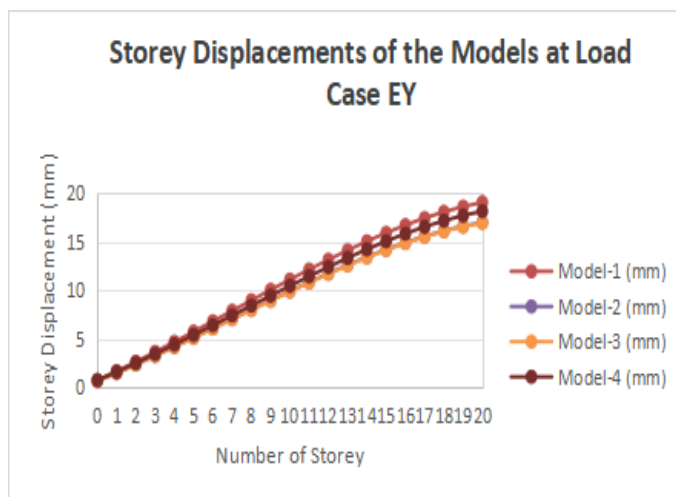 Storey Displacements of the Models at Load
Case EY
Storey Displacement (mm)
20
15
10
5
0
0 1 2 3 4 5 6 7 8 9 10 11 12 13 14 15 16 17 18 19 20
Number of Storey
Model-1 (mm)
Model-2 (mm)
Model-3 (mm)
Model-4 (mm)